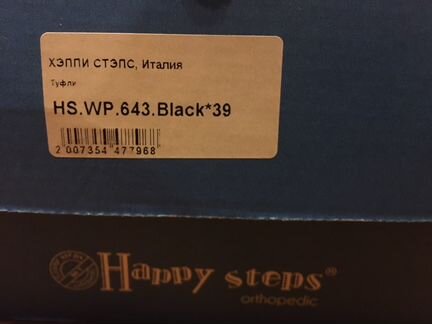 ХЭППИ СТЭПС, Италия
Туфли
HS.WP.643.Black*39
2 007354 477968
Happy steps®
orthopedic